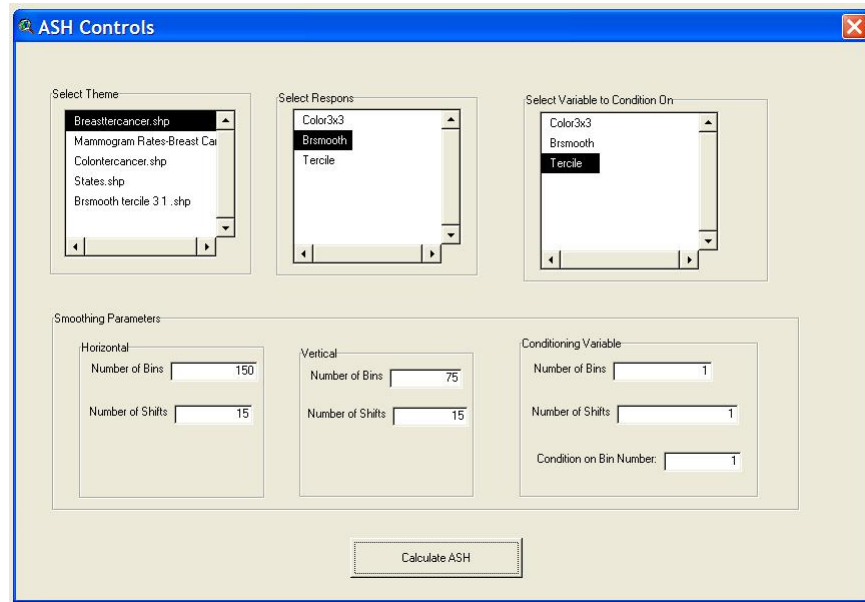 ASH Controls
Select Theme
Breasttercancer.shp
Mammogram Rates-Breast Car
Colontercancer.shp
States.shp
Brsmooth tercile 3 1 .shp
Select Respons
Color3x3
Brsmooth
Tercile
Select Variable to Condition On
Color3x3
Brsmooth
Tercile
Smoothing Parameters
Horizontal
Number of Bins 150
Number of Shifts 15
Vertical
Number of Bins 75
Number of Shifts 15
Conditioning Variable
Number of Bins 1
Number of Shifts 1
Condition on Bin Number: 1
Calculate ASH